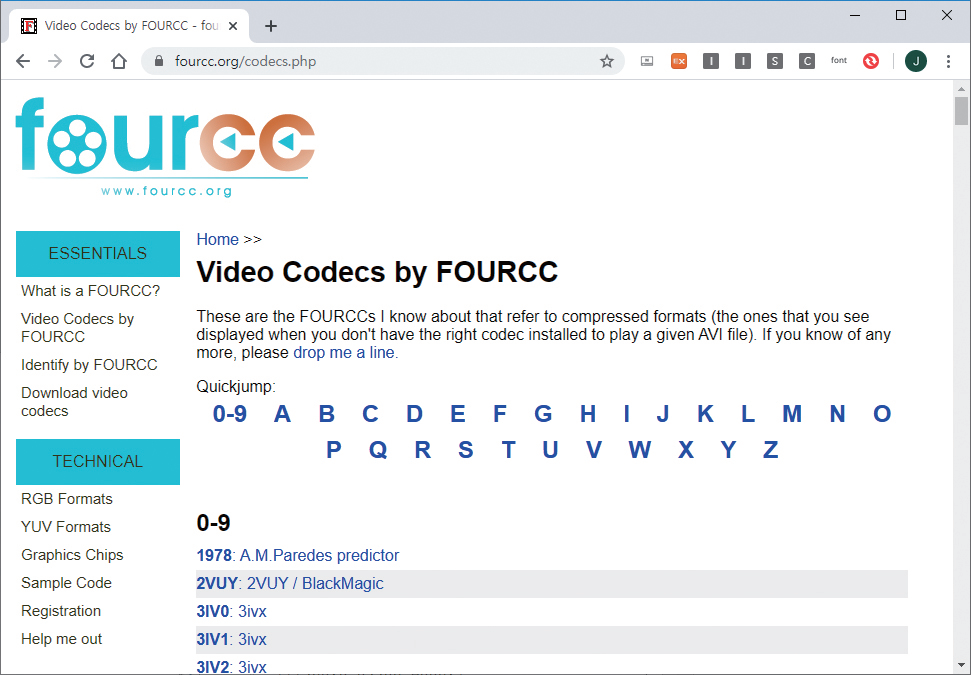 Video Codecs by FOURCC - fou
fourcc.org/codecs.php
EX
I
I
S
C
font
J
fourcc
www.fourcc.org
ESSENTIALS
What is a FOURCC?
Video Codecs by
FOURCC
Identify by FOURCC
Download video
codecs
TECHNICAL
RGB Formats
YUV Formats
Graphics Chips
Sample Code
Registration
Help me out
Home >>
Video Codecs by FOURCC
These are the FOURCCs I know about that refer to compressed formats (the ones that you see
displayed when you don't have the right codec installed to play a given AVI file). If you know of any
more, please drop me a line.
Quickjump:
0-9 A B C D E F G H I J K L M N O
P Q R S T U V W X Y Z
0-9
1978: A.M.Paredes predictor
2VUY: 2VUY / BlackMagic
3IV0: 3ivx
3IV1: 3ivx
3IV2: 3ivx